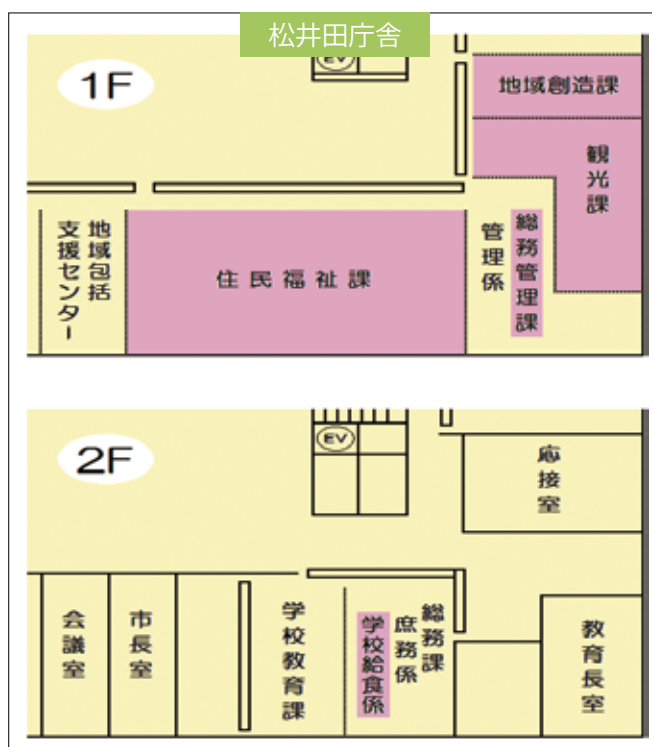 松井田庁舎
1F
EV
地域創造課
観光課
地域包括
支援センター
住民福祉課
総務管理課
管理係
2F
EV
応接室
会議室
市長室
学校教育課
総務課
庶務係
学校給食係
教育長室